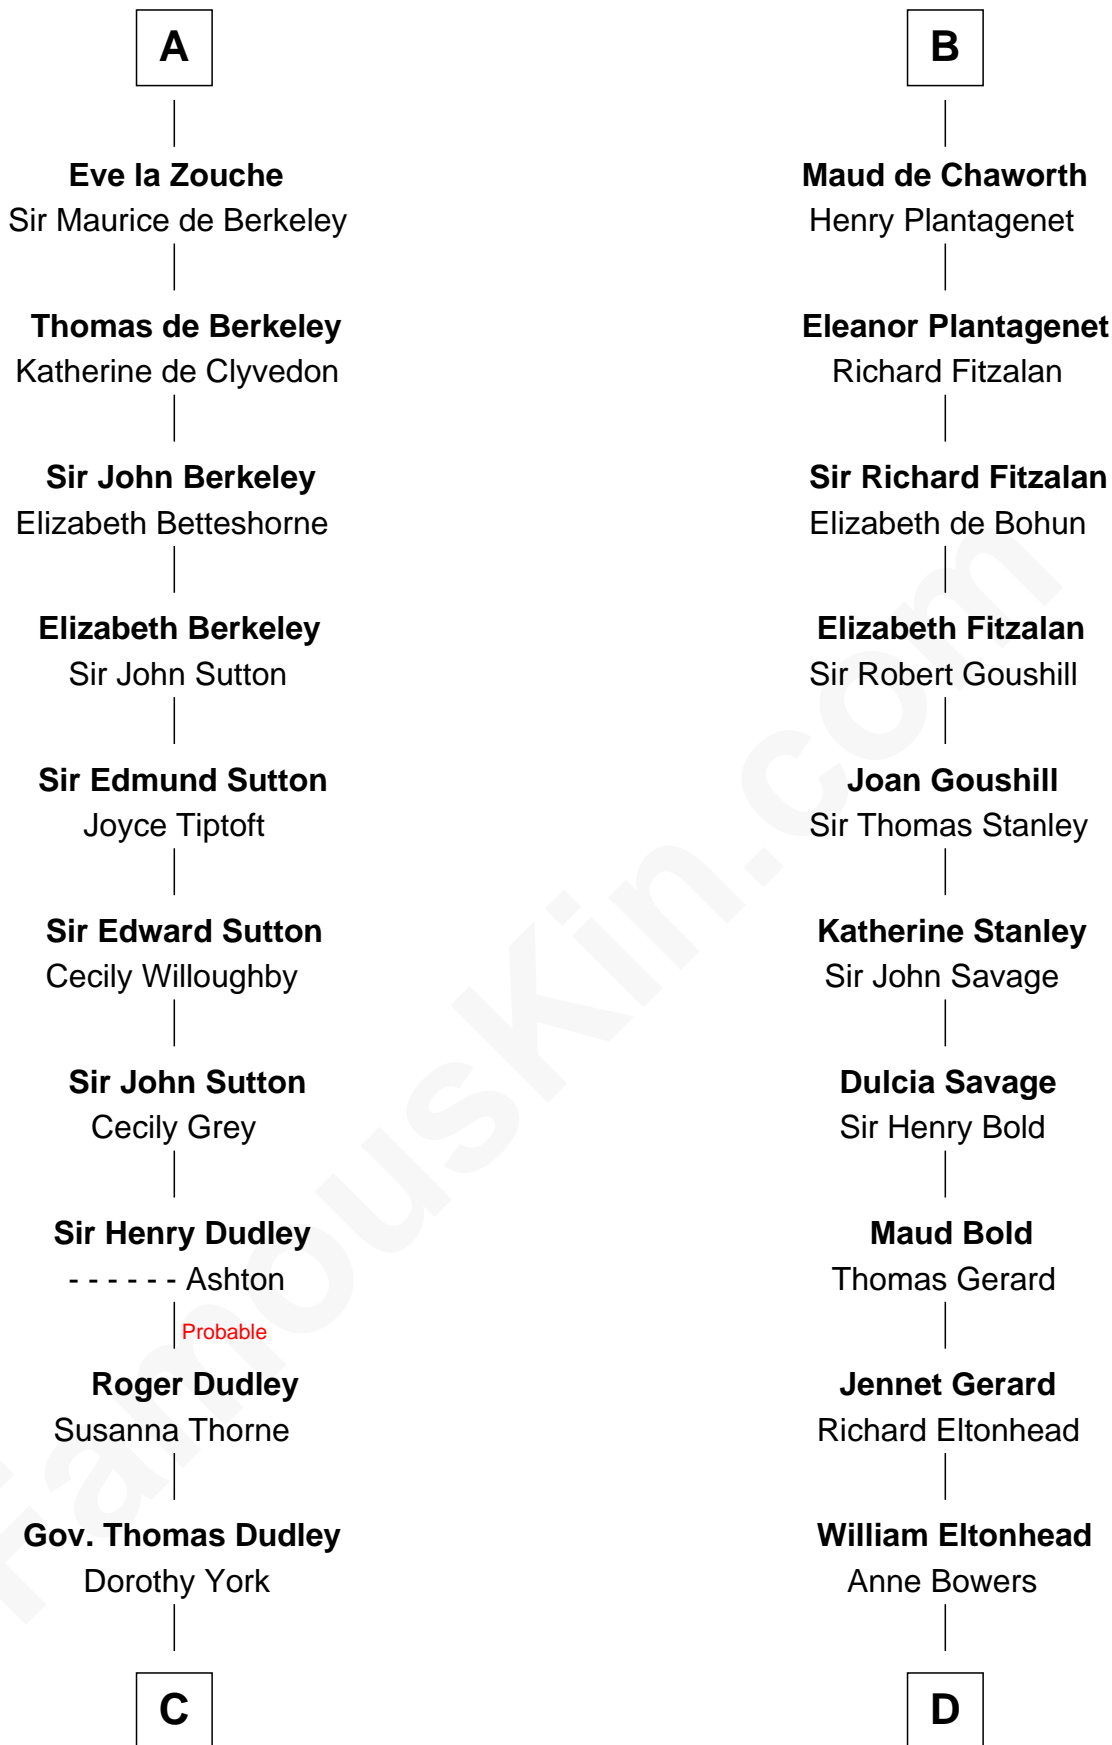 A
Eve la Zouche
Sir Maurice de Berkeley
Thomas de Berkeley
Katherine de Clyvedon
Sir John Berkeley
Elizabeth Betteshorne
Elizabeth Berkeley
Sir John Sutton
Sir Edmund Sutton
Joyce Tiptoft
Sir Edward Sutton
Cecily Willoughby
Sir John Sutton
Cecily Grey
Sir Henry Dudley
- - - - - - Ashton
Probable
Roger Dudley
Susanna Thorne
Gov. Thomas Dudley
Dorothy York
C
B
Maud de Chaworth
Henry Plantagenet
Eleanor Plantagenet
Richard Fitzalan
Sir Richard Fitzalan
Elizabeth de Bohun
Elizabeth Fitzalan
Sir Robert Goushill
Joan Goushill
Sir Thomas Stanley
Katherine Stanley
Sir John Savage
Dulcia Savage
Sir Henry Bold
Maud Bold
Thomas Gerard
Jennet Gerard
Richard Eltonhead
William Eltonhead
Anne Bowers
D
FamousKin.com